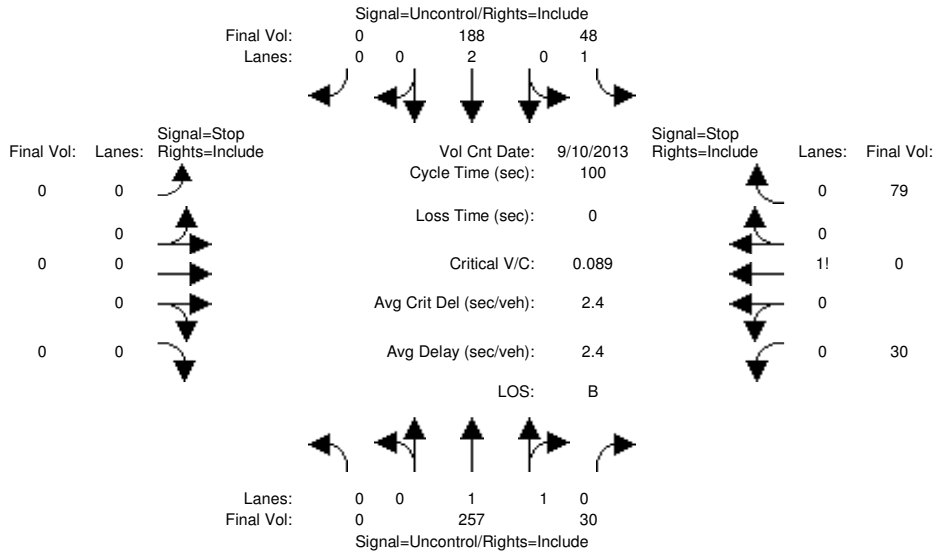 Signal=Uncontrol/Rights=Include
Final Vol: 0 188 48
Lanes: 0 0 2 0 1
Signal=Stop Signal=Stop
Final Vol: Lanes: Rights=Include Vol Cnt Date: 9/10/2013 Rights=Include Lanes: Final Vol:
Cycle Time (sec): 100
0 0 0 79
Loss Time (sec): 0
0 0
0 0 Critical V/C: 0.089 1! 0
0 Avg Crit Del (sec/veh): 2.4 0
0 0 Avg Delay (sec/veh): 2.4 0 30
LOS: B
Lanes: 0 0 1 1 0
Final Vol: 0 257 30
Signal=Uncontrol/Rights=Include